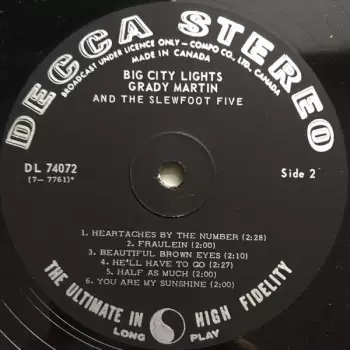 DECCA STEREO
BROADCAST UNDER LICENCE ONLY - COMPO CO., LTD., CANADA
MADE IN CANADA
BIG CITY LIGHTS
GRADY MARTIN
AND THE SLEWFOOT FIVE
DL 74072
(7-7761)*
Side 2
1. HEARTACHES BY THE NUMBER (2:28)
2. FRAULEIN (2:00)
3. BEAUTIFUL BROWN EYES (2:10)
4. HE'LL HAVE TO GO (2:27)
5. HALF AS MUCH (2:00)
6. YOU ARE MY SUNSHINE (2:00)
THE ULTIMATE IN HIGH FIDELITY
LONG PLAY